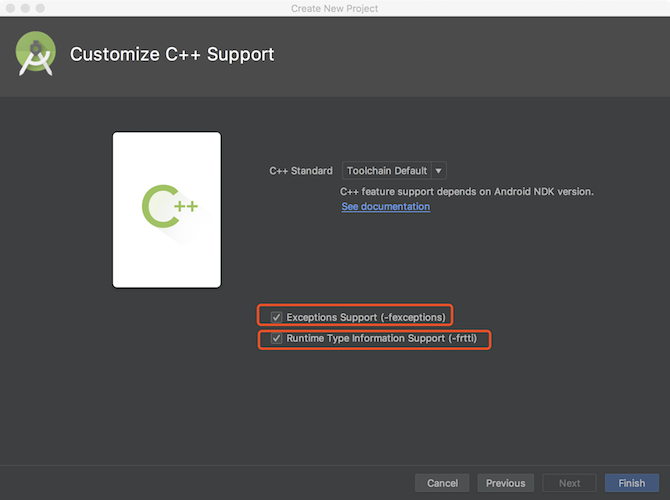 Create New Project
Customize C++ Support
C++ Standard Toolchain Default
C++ feature support depends on Android NDK version.
See documentation
C++
Exceptions Support (-fexceptions)
Runtime Type Information Support (-frtti)
Cancel Previous Next Finish